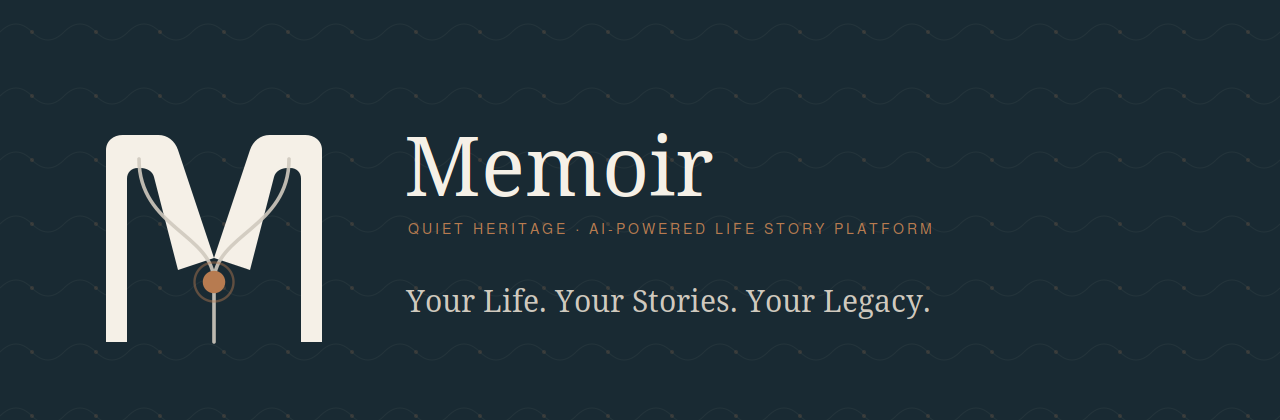 Memoir
QUIET HERITAGE · AI-POWERED LIFE STORY PLATFORM
Your Life. Your Stories. Your Legacy.